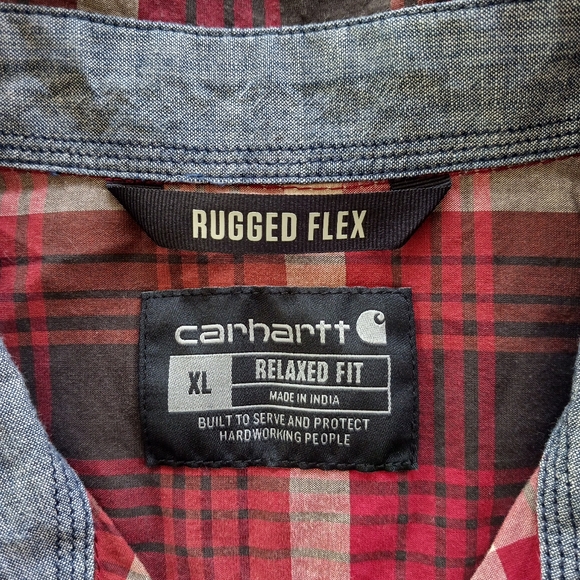 RUGGED FLEX
carhartt
XL
RELAXED FIT
MADE IN INDIA
BUILT TO SERVE AND PROTECT
HARDWORKING PEOPLE